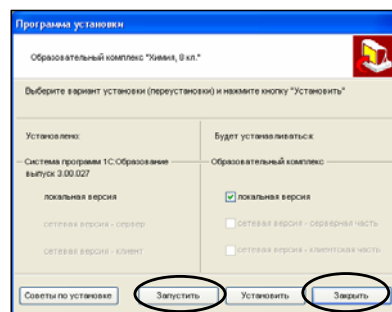 Программа установки
Образовательный комплекс "Химия, 8 кл."
Выберите вариант установки (переустановки) и нажмите кнопку "Установить"
Установлено:
Будет устанавливаться:
Система программ 1С:Образование
выпуск 3.00.027
Образовательный комплекс
локальная версия
локальная версия
сетевая версия - сервер
сетевая версия - серверная часть
сетевая версия - клиент
сетевая версия - клиентская часть
Советы по установке
Запустить
Установить
Закрыть